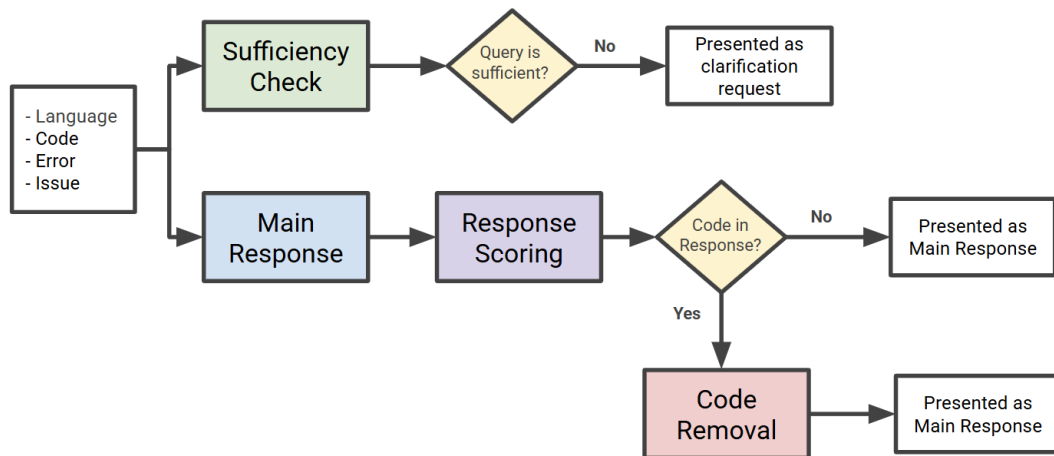 - Language
- Code
- Error
- Issue
Sufficiency
Check
Query is
sufficient?
No
Presented as
clarification
request
Main
Response
Response
Scoring
Code in
Response?
No
Presented as
Main Response
Yes
Code
Removal
Presented as
Main Response